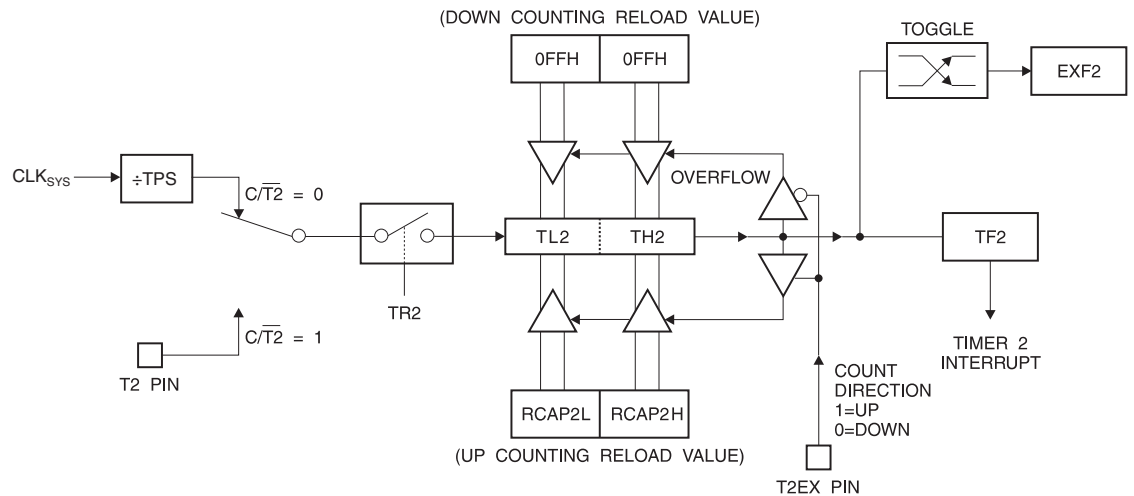 (DOWN COUNTING RELOAD VALUE)
TOGGLE
0FFH 0FFH
EXF2
CLKSYS
÷TPS
C/T2 = 0
OVERFLOW
TL2 TH2
TF2
TR2
C/T2 = 1
T2 PIN
TIMER 2
INTERRUPT
COUNT
DIRECTION
1=UP
0=DOWN
RCAP2L RCAP2H
(UP COUNTING RELOAD VALUE)
T2EX PIN